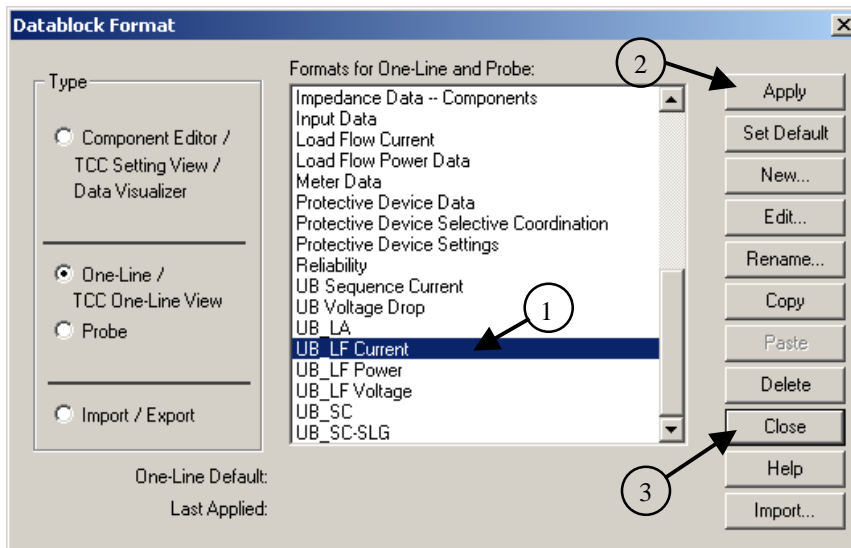 Datablock Format
Type
Component Editor /
TCC Setting View /
Data Visualizer
One-Line /
TCC One-Line View
Probe
Import / Export
Formats for One-Line and Probe:
Impedance Data -- Components
Input Data
Load Flow Current
Load Flow Power Data
Meter Data
Protective Device Data
Protective Device Selective Coordination
Protective Device Settings
Reliability
UB Sequence Current
UB Voltage Drop
UB_LA
UB_LF Current
UB_LF Power
UB_LF Voltage
UB_SC
UB_SC-SLG
One-Line Default:
Last Applied:
1
2
3
Apply
Set Default
New...
Edit...
Rename...
Copy
Paste
Delete
Close
Help
Import...